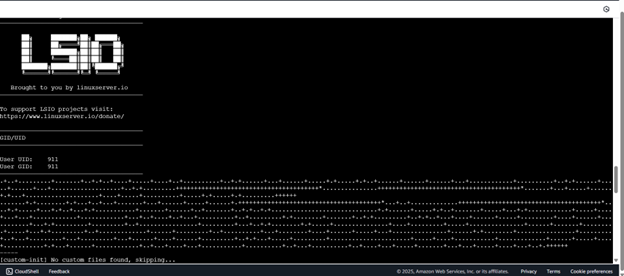 LSIO
Brought to you by linuxserver.io
To support LSIO projects visit:
https://www.linuxserver.io/donate/
GID/UID
User UID:    911
User GID:    911
[custom-init] No custom files found, skipping...
CloudShell Feedback © 2025, Amazon Web Services, Inc. or its affiliates. Privacy Terms Cookie preferences